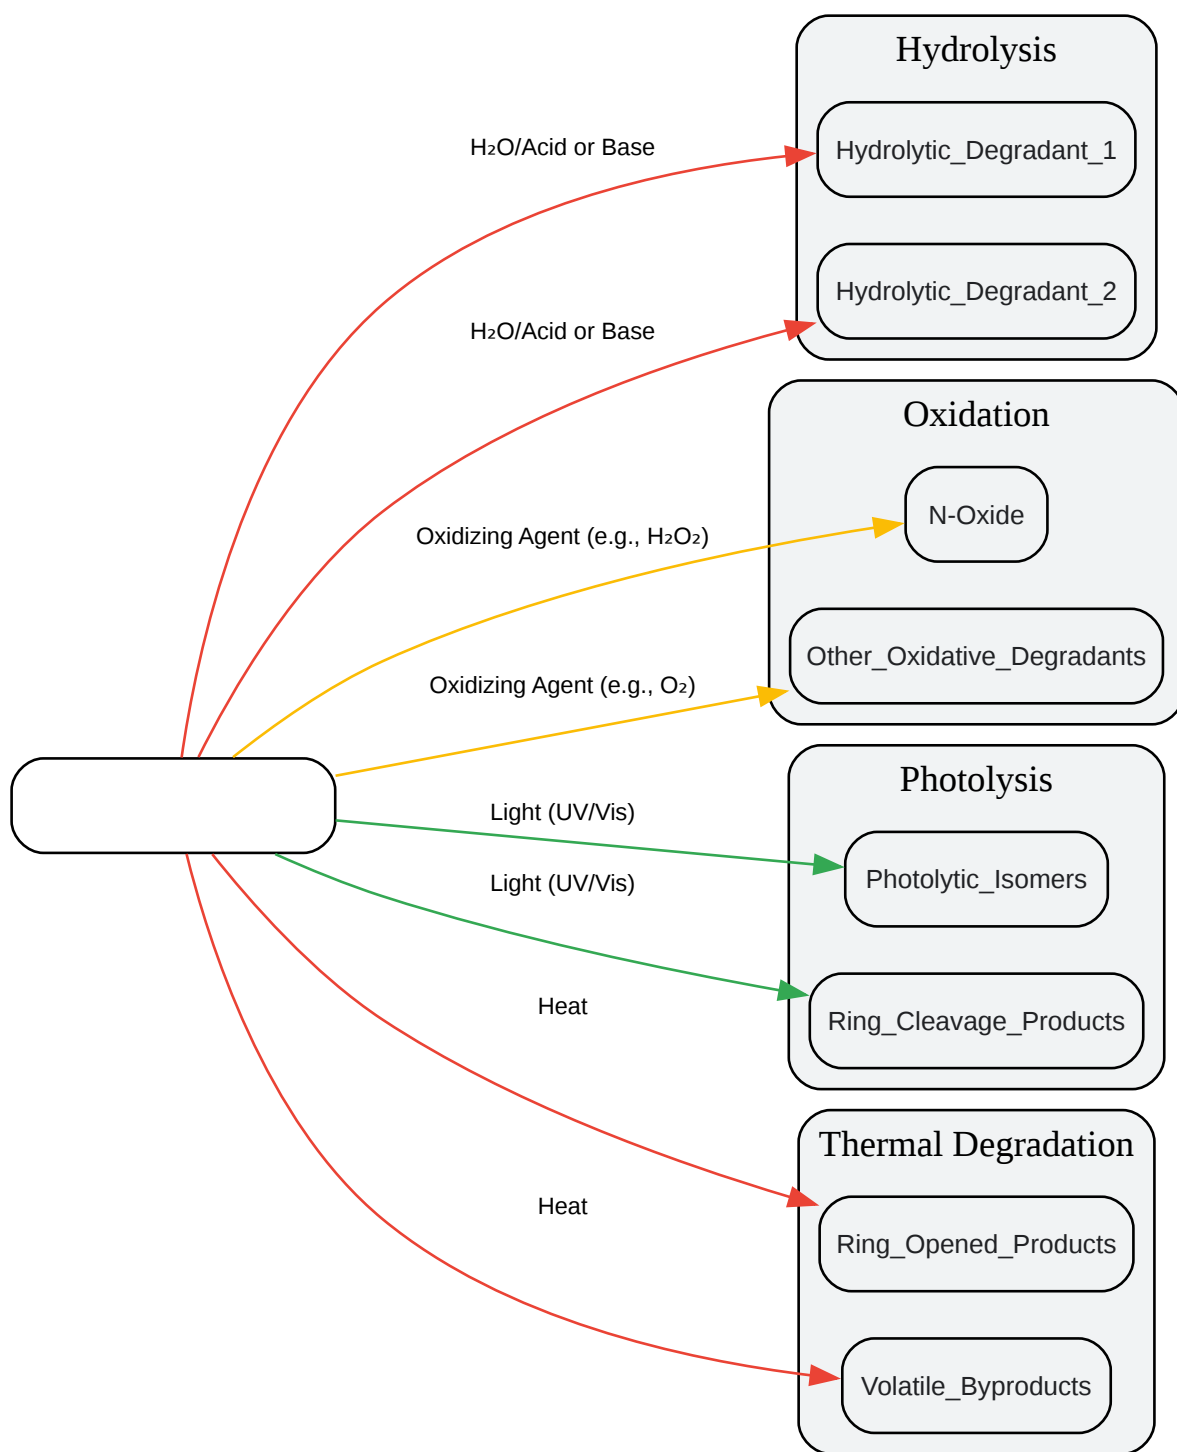 Hydrolysis
H₂O/Acid or Base
Hydrolytic_Degradant_1
Hydrolytic_Degradant_2
H₂O/Acid or Base
Oxidation
N-Oxide
Oxidizing Agent (e.g., H₂O₂)
Other_Oxidative_Degradants
Oxidizing Agent (e.g., O₂)
Photolysis
Light (UV/Vis)
Photolytic_Isomers
Light (UV/Vis)
Ring_Cleavage_Products
Heat
Thermal Degradation
Heat
Ring_Opened_Products
Volatile_Byproducts